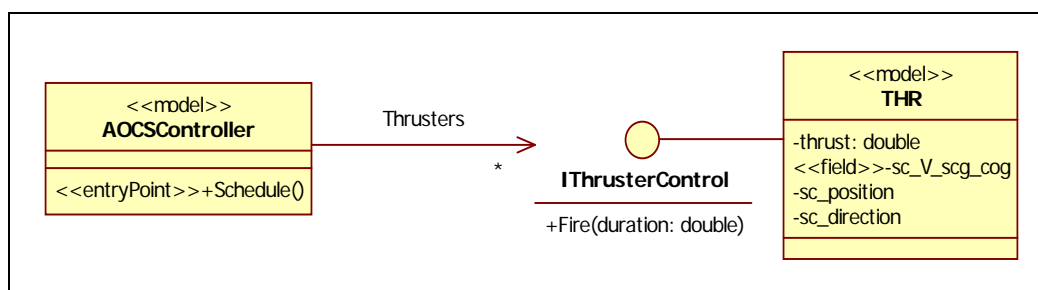 <<model>>
AOCSController
<<entryPoint>>+Schedule()
Thrusters
*
IThrusterControl
+Fire(duration: double)
<<model>>
THR
-thrust: double
<<field>>-sc_V_scg_cog
-sc_position
-sc_direction